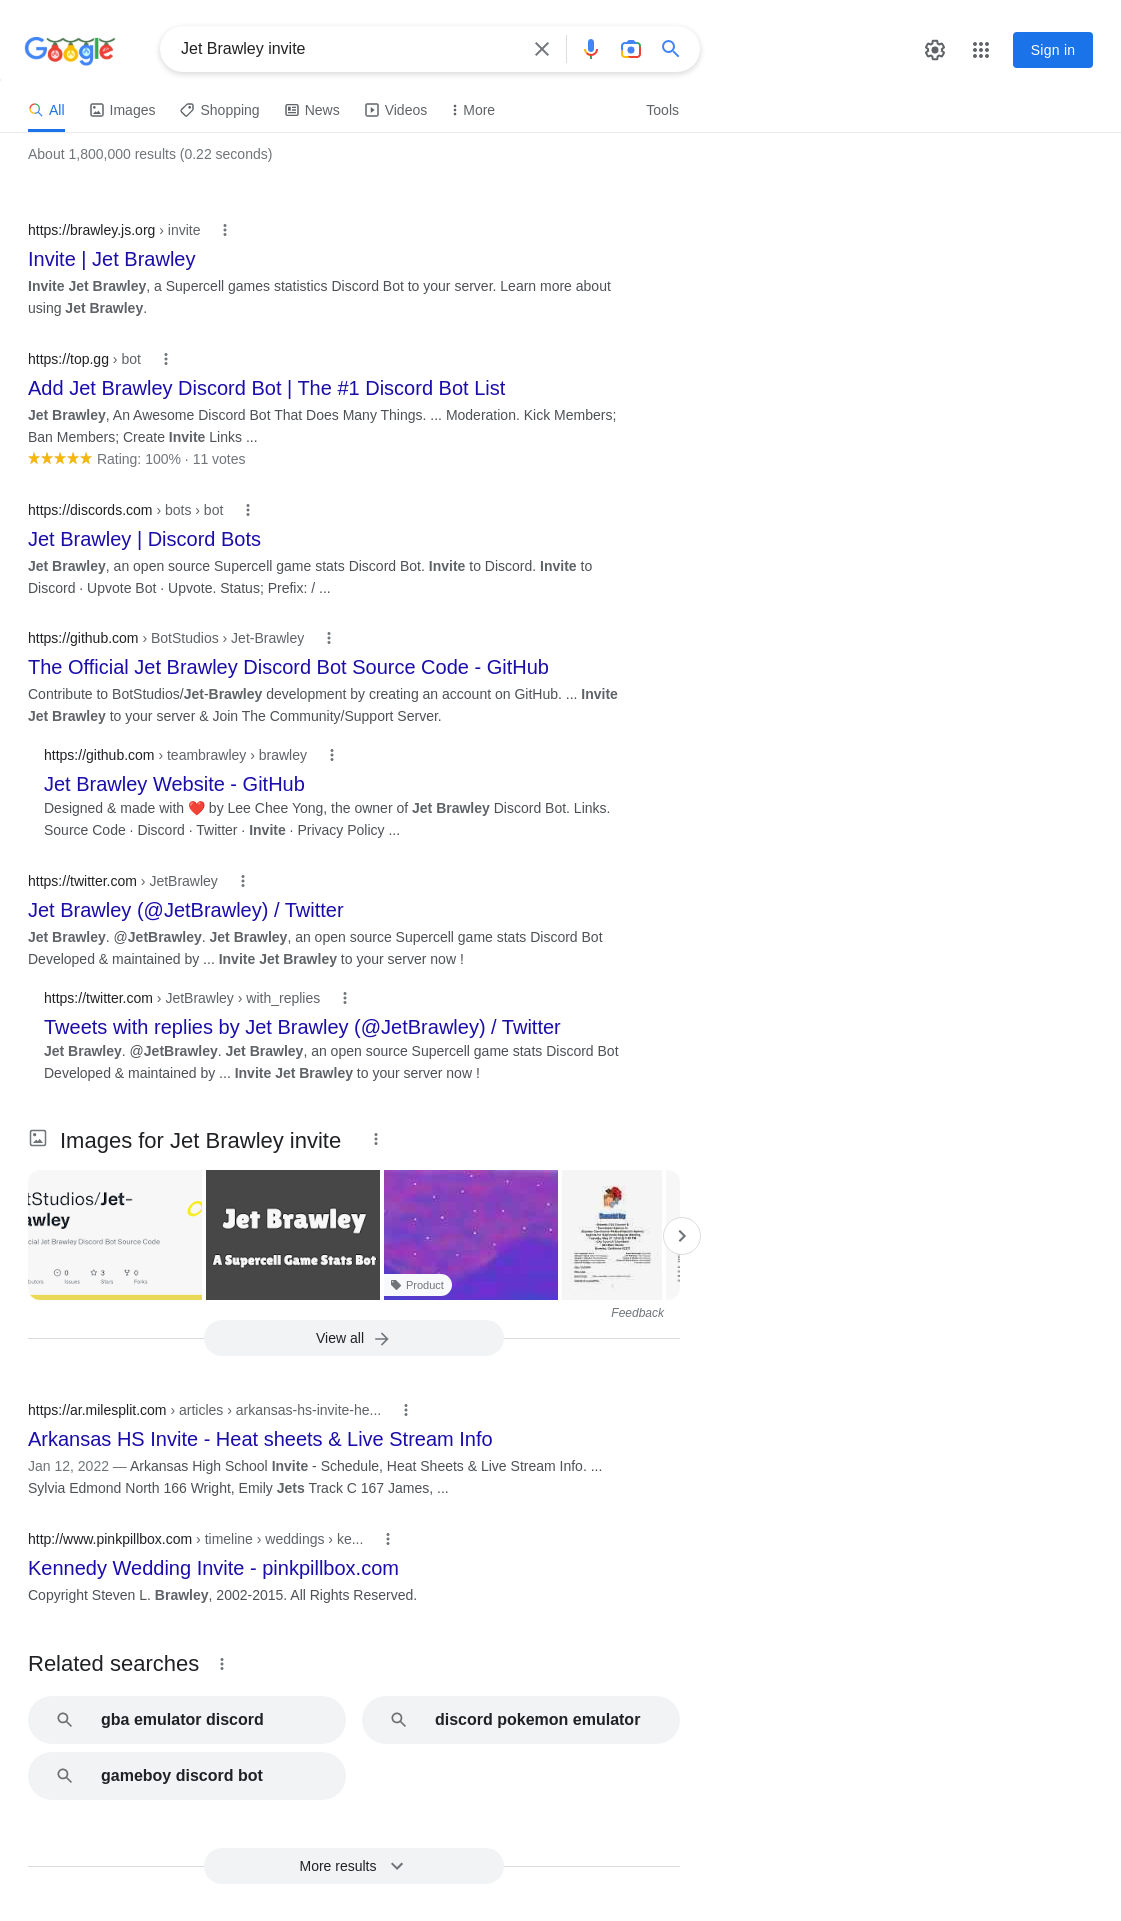 Google
Jet Brawley invite
Sign in
All
Images
Shopping
News
Videos
More
Tools
About 1,800,000 results (0.22 seconds)
https://brawley.js.org › invite
Invite | Jet Brawley
Invite Jet Brawley, a Supercell games statistics Discord Bot to your server. Learn more about
using Jet Brawley.
https://top.gg › bot
Add Jet Brawley Discord Bot | The #1 Discord Bot List
Jet Brawley, An Awesome Discord Bot That Does Many Things. ... Moderation. Kick Members;
Ban Members; Create Invite Links ...
Rating: 100% · 11 votes
https://discords.com › bots › bot
Jet Brawley | Discord Bots
Jet Brawley, an open source Supercell game stats Discord Bot. Invite to Discord. Invite to
Discord · Upvote Bot · Upvote. Status; Prefix: / ...
https://github.com › BotStudios › Jet-Brawley
The Official Jet Brawley Discord Bot Source Code - GitHub
Contribute to BotStudios/Jet-Brawley development by creating an account on GitHub. ... Invite
Jet Brawley to your server & Join The Community/Support Server.
https://github.com › teambrawley › brawley
Jet Brawley Website - GitHub
Designed & made with ❤️ by Lee Chee Yong, the owner of Jet Brawley Discord Bot. Links.
Source Code · Discord · Twitter · Invite · Privacy Policy ...
https://twitter.com › JetBrawley
Jet Brawley (@JetBrawley) / Twitter
Jet Brawley. @JetBrawley. Jet Brawley, an open source Supercell game stats Discord Bot
Developed & maintained by ... Invite Jet Brawley to your server now !
https://twitter.com › JetBrawley › with_replies
Tweets with replies by Jet Brawley (@JetBrawley) / Twitter
Jet Brawley. @JetBrawley. Jet Brawley, an open source Supercell game stats Discord Bot
Developed & maintained by ... Invite Jet Brawley to your server now !
Images for Jet Brawley invite
tStudios/Jet-
awley
cial Jet Brawley Discord Bot Source Code
0
3
0
butors
Issues
Stars
Forks
Jet Brawley
A Supercell Game Stats Bot
Product
Feedback
View all
https://ar.milesplit.com › articles › arkansas-hs-invite-he...
Arkansas HS Invite - Heat sheets & Live Stream Info
Jan 12, 2022 — Arkansas High School Invite - Schedule, Heat Sheets & Live Stream Info. ...
Sylvia Edmond North 166 Wright, Emily Jets Track C 167 James, ...
http://www.pinkpillbox.com › timeline › weddings › ke...
Kennedy Wedding Invite - pinkpillbox.com
Copyright Steven L. Brawley, 2002-2015. All Rights Reserved.
Related searches
gba emulator discord
discord pokemon emulator
gameboy discord bot
More results